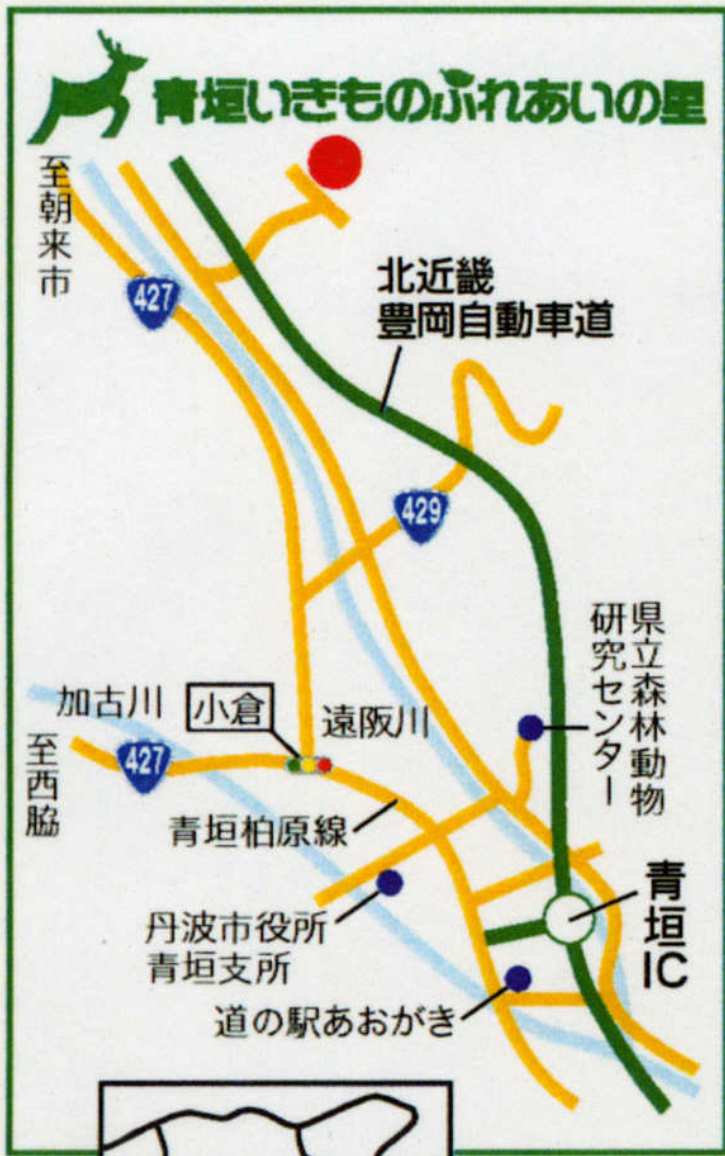 青垣いきものふれあいの里
至朝来市
427
北近畿
豊岡自動車道
429
県立森林動物
研究センター
加古川
小倉
遠阪川
至西脇
427
青垣柏原線
青垣IC
丹波市役所
青垣支所
道の駅あおがき